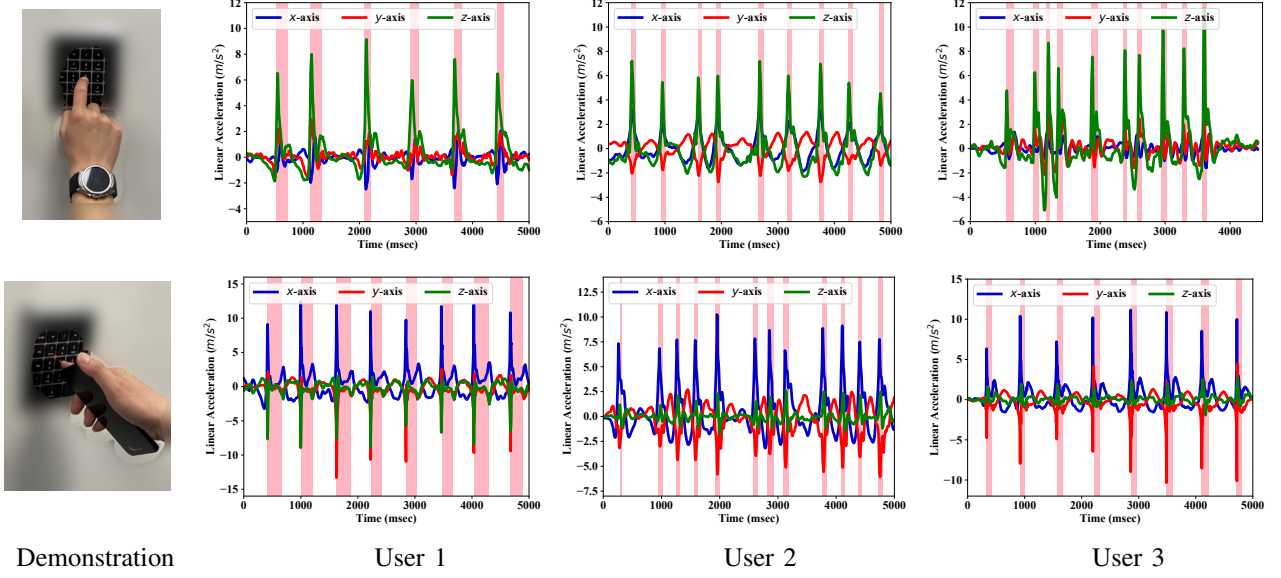 x-axis y-axis z-axis
12
10
8
6
4
2
0
−2
−4
Linear Acceleration (m/s²)
0 1000 2000 3000 4000 5000
Time (msec)
x-axis y-axis z-axis
12
10
8
6
4
2
0
−2
−4
−6
Linear Acceleration (m/s²)
0 1000 2000 3000 4000 5000
Time (msec)
x-axis y-axis z-axis
12
10
8
6
4
2
0
−2
−4
−6
Linear Acceleration (m/s²)
0 1000 2000 3000 4000
Time (msec)
x-axis y-axis z-axis
15
10
5
0
−5
−10
−15
Linear Acceleration (m/s²)
0 1000 2000 3000 4000 5000
Time (msec)
x-axis y-axis z-axis
12.5
10.0
7.5
5.0
2.5
0.0
−2.5
−5.0
−7.5
Linear Acceleration (m/s²)
0 1000 2000 3000 4000 5000
Time (msec)
x-axis y-axis z-axis
15
10
5
0
−5
−10
Linear Acceleration (m/s²)
0 1000 2000 3000 4000 5000
Time (msec)
Demonstration User 1 User 2 User 3